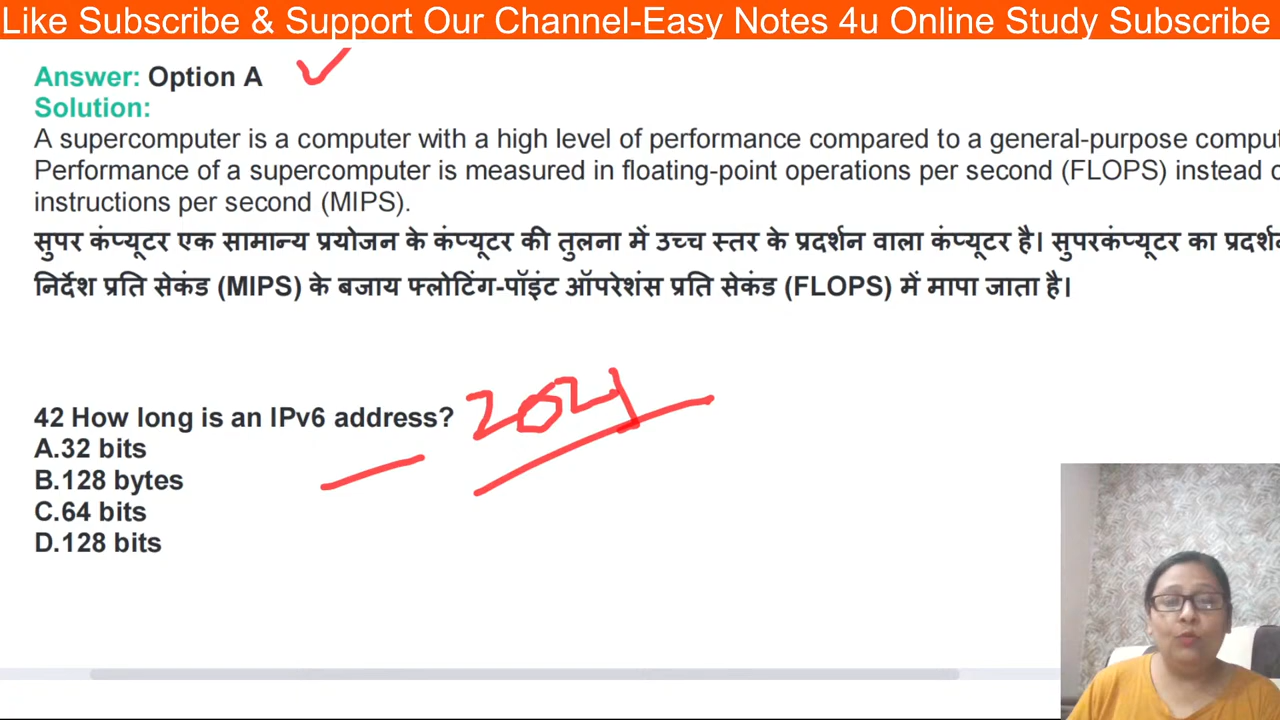 Like Subscribe & Support Our Channel-Easy Notes 4u Online Study Subscribe
Answer: Option A
Solution:
A supercomputer is a computer with a high level of performance compared to a general-purpose comput
Performance of a supercomputer is measured in floating-point operations per second (FLOPS) instead o
instructions per second (MIPS).
सुपर कंप्यूटर एक सामान्य प्रयोजन के कंप्यूटर की तुलना में उच्च स्तर के प्रदर्शन वाला कंप्यूटर है। सुपरकंप्यूटर का प्रदर्शन
निर्देश प्रति सेकंड (MIPS) के बजाय फ्लोटिंग-पॉइंट ऑपरेशंस प्रति सेकंड (FLOPS) में मापा जाता है।
42 How long is an IPv6 address? 2021
A.32 bits
B.128 bytes
C.64 bits
D.128 bits